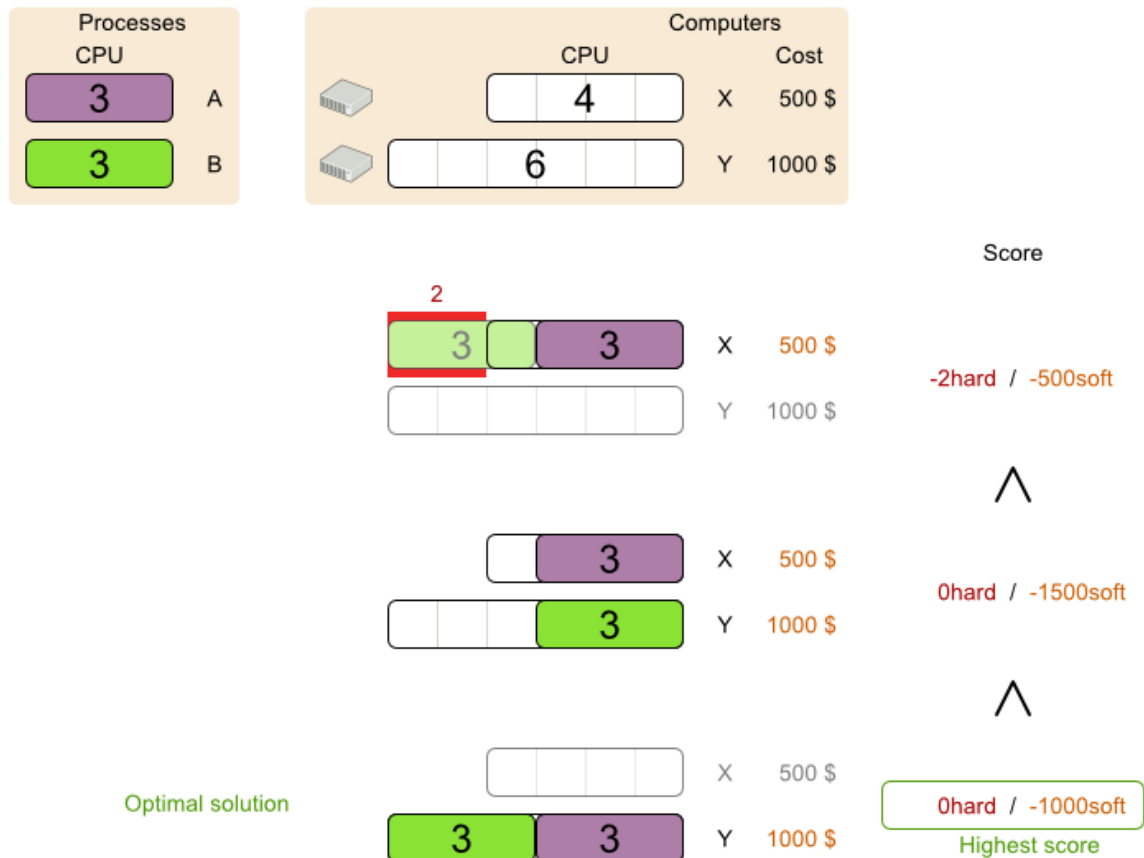 Processes
CPU
3 A
3 B
Computers
CPU Cost
4 X 500 $
6 Y 1000 $
Score
2
3 3 X 500 $
Y 1000 $
-2hard / -500soft
3 X 500 $
3 Y 1000 $
0hard / -1500soft
X 500 $
Optimal solution
3 3 Y 1000 $
0hard / -1000soft
Highest score